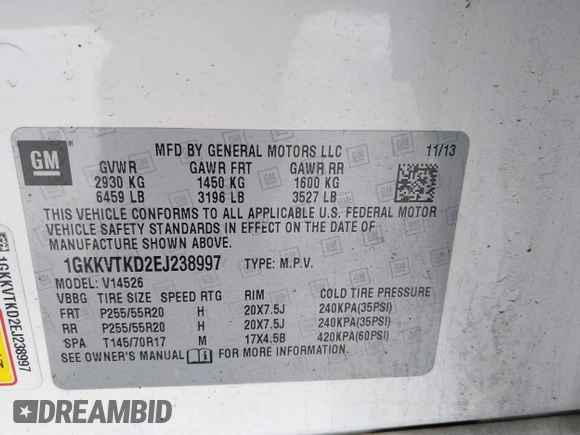 GM
MFD BY GENERAL MOTORS LLC 11/13
GVWR GAWR FRT GAWR RR
2930 KG 1450 KG 1600 KG
6459 LB 3196 LB 3527 LB
THIS VEHICLE CONFORMS TO ALL APPLICABLE U.S. FEDERAL MOTOR
VEHICLE SAFETY STANDARDS IN EFFECT ON THE DATE OF
MANUFACTURE SHOWN ABOVE.
1GKKVTKD2EJ238997 TYPE: M.P.V.
MODEL: V14526
VBBG TIRE SIZE SPEED RTG RIM COLD TIRE PRESSURE
FRT P255/55R20 H 20X7.5J 240KPA(35PSI)
RR P255/55R20 H 20X7.5J 240KPA(35PSI)
SPA T145/70R17 M 17X4.5B 420KPA(60PSI)
SEE OWNER'S MANUAL FOR ADDITIONAL INFORMATION.
1GKKVTKD2EJ238997
DREAMBID